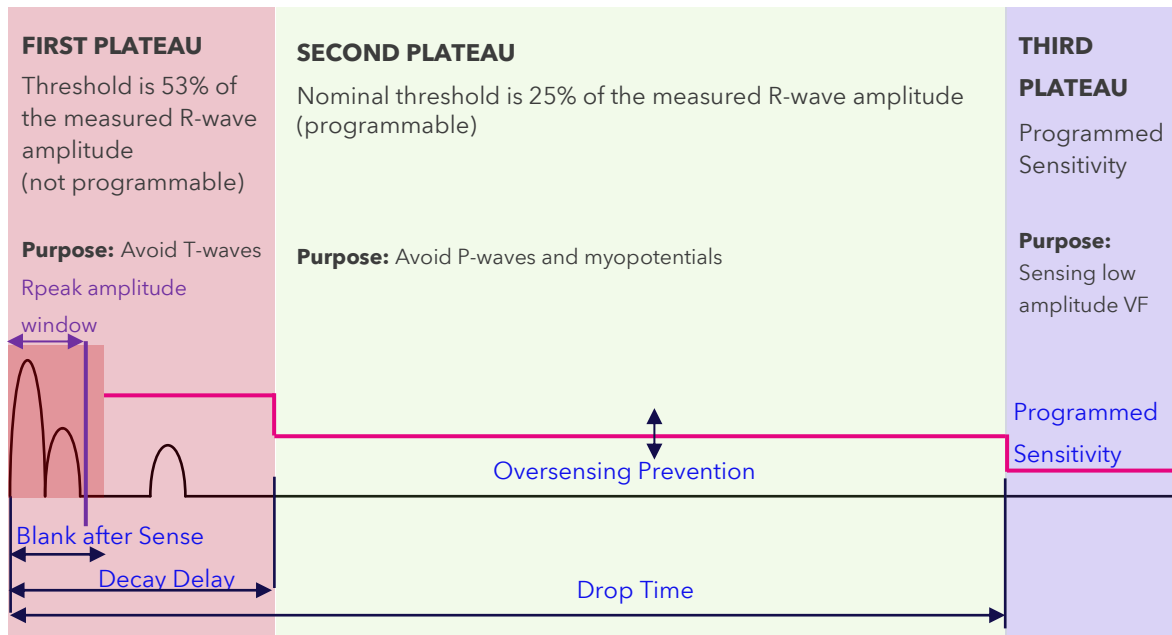 FIRST PLATEAU
Threshold is 53% of
the measured R-wave
amplitude
(not programmable)
Purpose: Avoid T-waves
Rpeak amplitude
window
Blank after Sense
Decay Delay
SECOND PLATEAU
Nominal threshold is 25% of the measured R-wave amplitude
(programmable)
Purpose: Avoid P-waves and myopotentials
Oversensing Prevention
Drop Time
THIRD
PLATEAU
Programmed
Sensitivity
Purpose:
Sensing low
amplitude VF
Programmed
Sensitivity